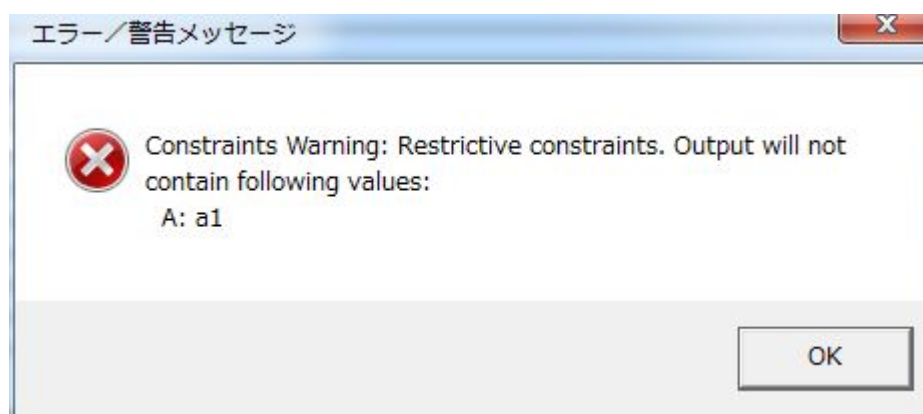 エラー／警告メッセージ
Constraints Warning: Restrictive constraints. Output will not
contain following values:
A: a1
OK